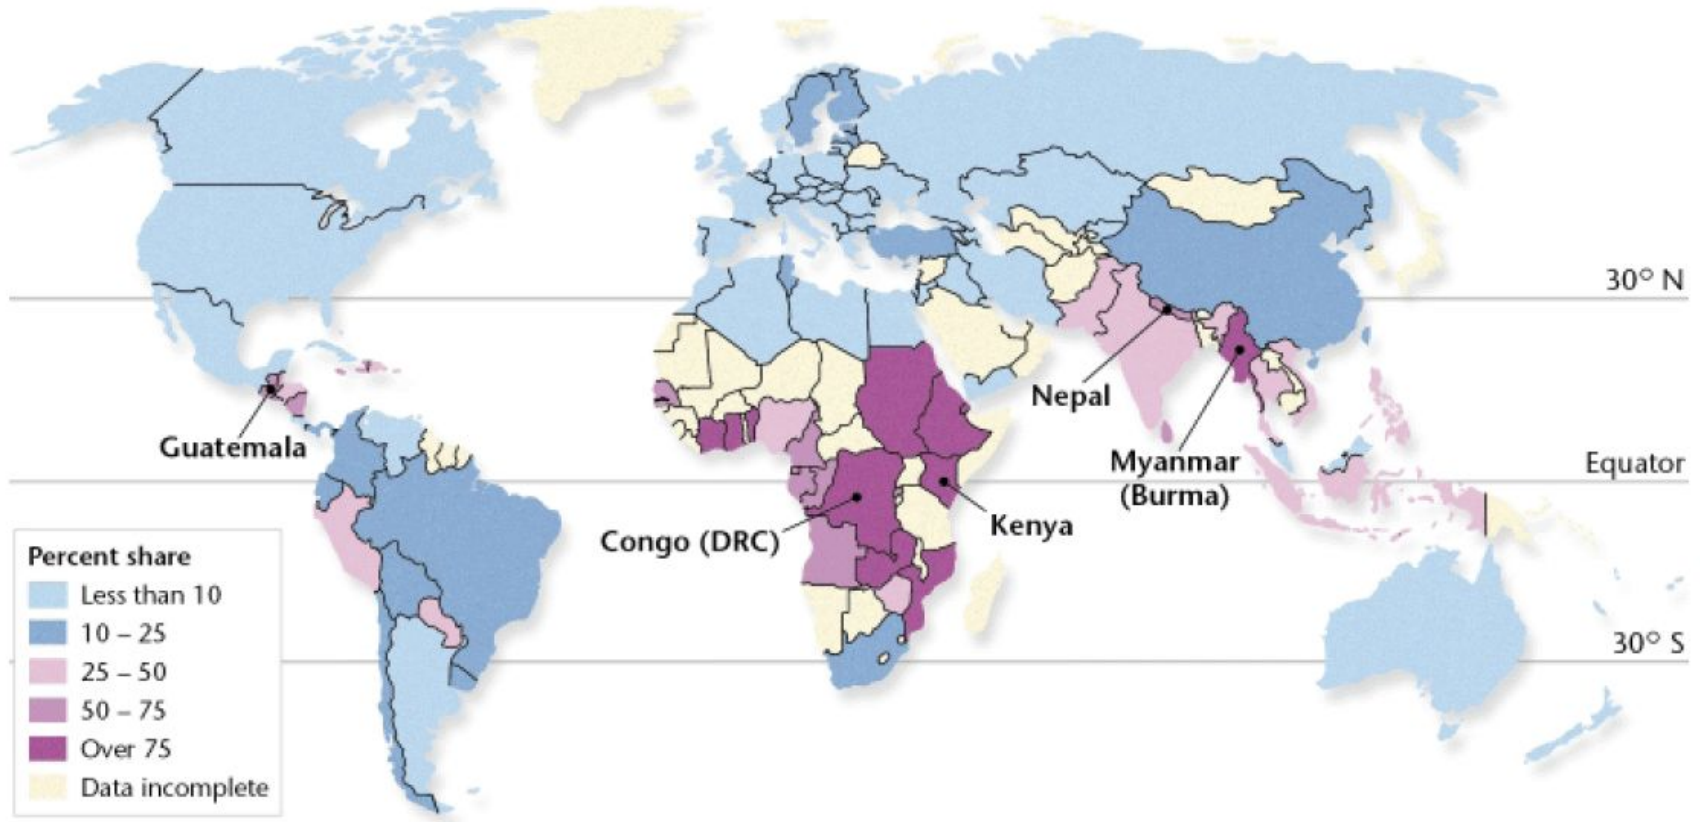 30° N
Nepal
Guatemala
Myanmar
(Burma)
Equator
Kenya
Congo (DRC)
30° S
Percent share
Less than 10
10 – 25
25 – 50
50 – 75
Over 75
Data incomplete